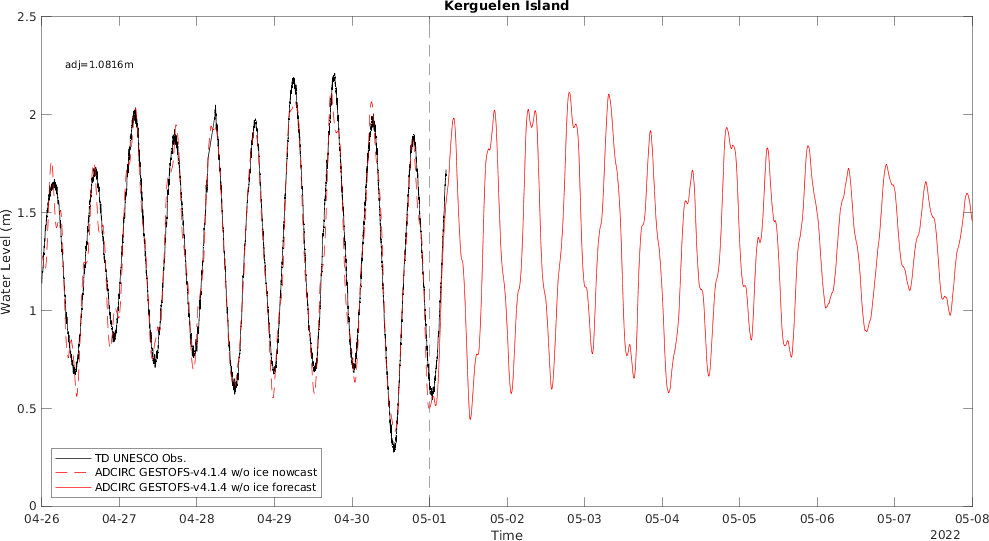 Kerguelen Island
adj=1.0816m
2.5
2
1.5
1
0.5
0
Water Level (m)
TD UNESCO Obs.
ADCIRC GESTOFS-v4.1.4 w/o ice nowcast
ADCIRC GESTOFS-v4.1.4 w/o ice forecast
04-26 04-27 04-28 04-29 04-30 05-01 05-02 05-03 05-04 05-05 05-06 05-07 05-08
Time
2022